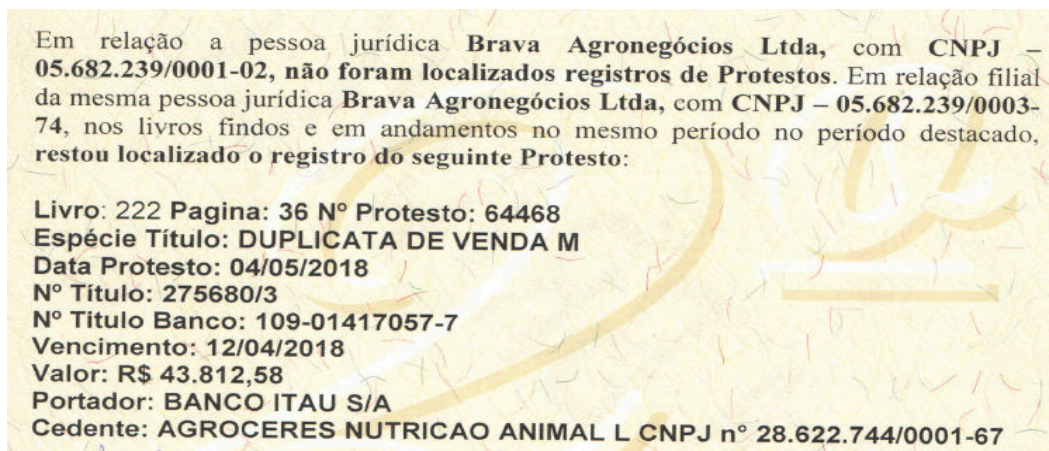 Em relação a pessoa jurídica Brava Agronegócios Ltda, com CNPJ –
05.682.239/0001-02, não foram localizados registros de Protestos. Em relação filial
da mesma pessoa jurídica Brava Agronegócios Ltda, com CNPJ – 05.682.239/0003-
74, nos livros findos e em andamentos no mesmo período no período destacado,
restou localizado o registro do seguinte Protesto:
Livro: 222 Pagina: 36 Nº Protesto: 64468
Espécie Título: DUPLICATA DE VENDA M
Data Protesto: 04/05/2018
Nº Título: 275680/3
Nº Titulo Banco: 109-01417057-7
Vencimento: 12/04/2018
Valor: R$ 43.812,58
Portador: BANCO ITAU S/A
Cedente: AGROCERES NUTRICAO ANIMAL L CNPJ n° 28.622.744/0001-67